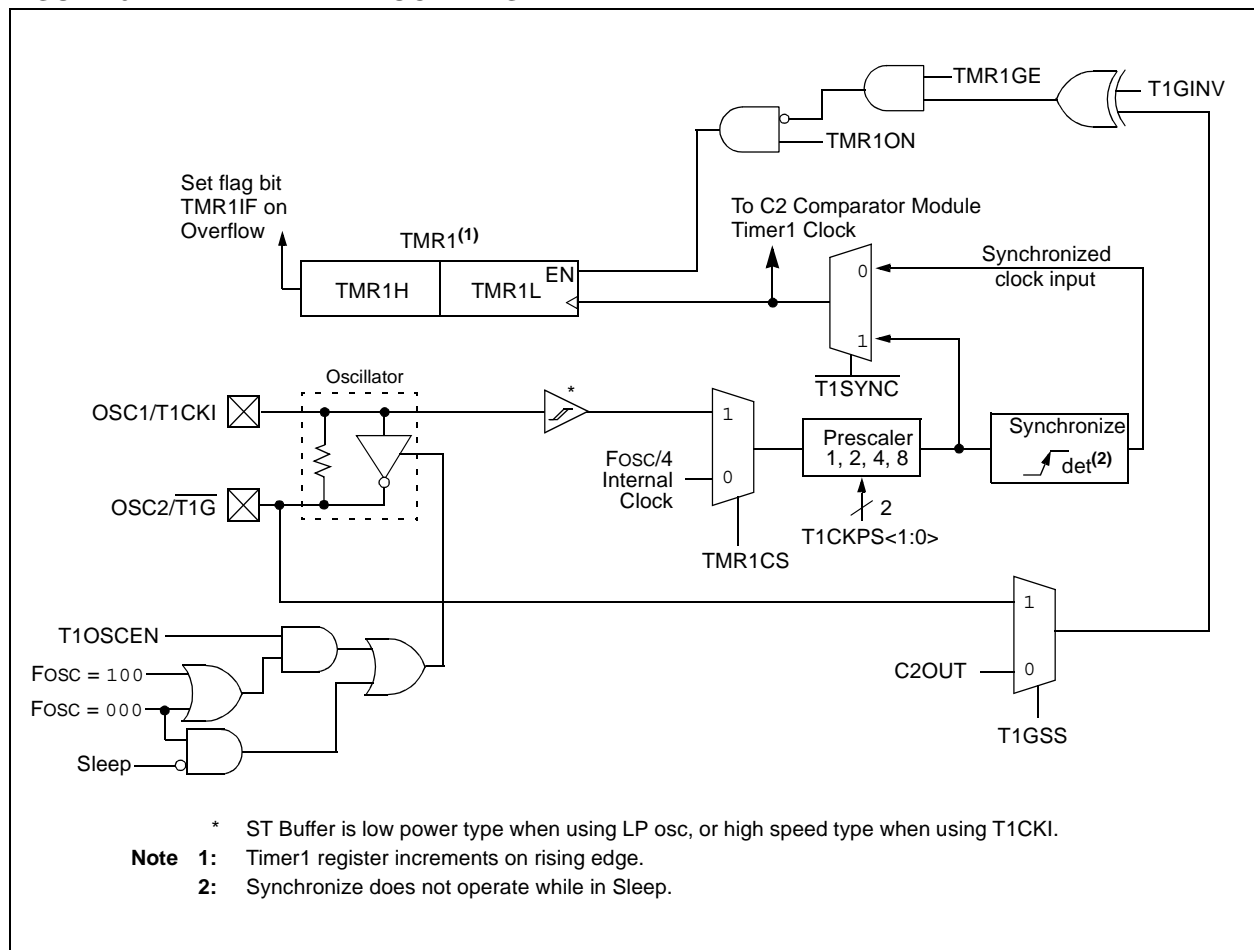 TMR1GE
T1GINV
TMR1ON
Set flag bit
TMR1IF on
Overflow
To C2 Comparator Module
Timer1 Clock
TMR1(1)
EN
TMR1H
TMR1L
0
Synchronized
clock input
1
T1SYNC
Oscillator
*
OSC1/T1CKI
1
Prescaler
1, 2, 4, 8
Synchronize
det(2)
FOSC/4
Internal
Clock
0
OSC2/T1G
2
T1CKPS<1:0>
TMR1CS
1
T1OSCEN
C2OUT
0
FOSC = 100
FOSC = 000
T1GSS
Sleep
* ST Buffer is low power type when using LP osc, or high speed type when using T1CKI.
Note 1: Timer1 register increments on rising edge.
2: Synchronize does not operate while in Sleep.